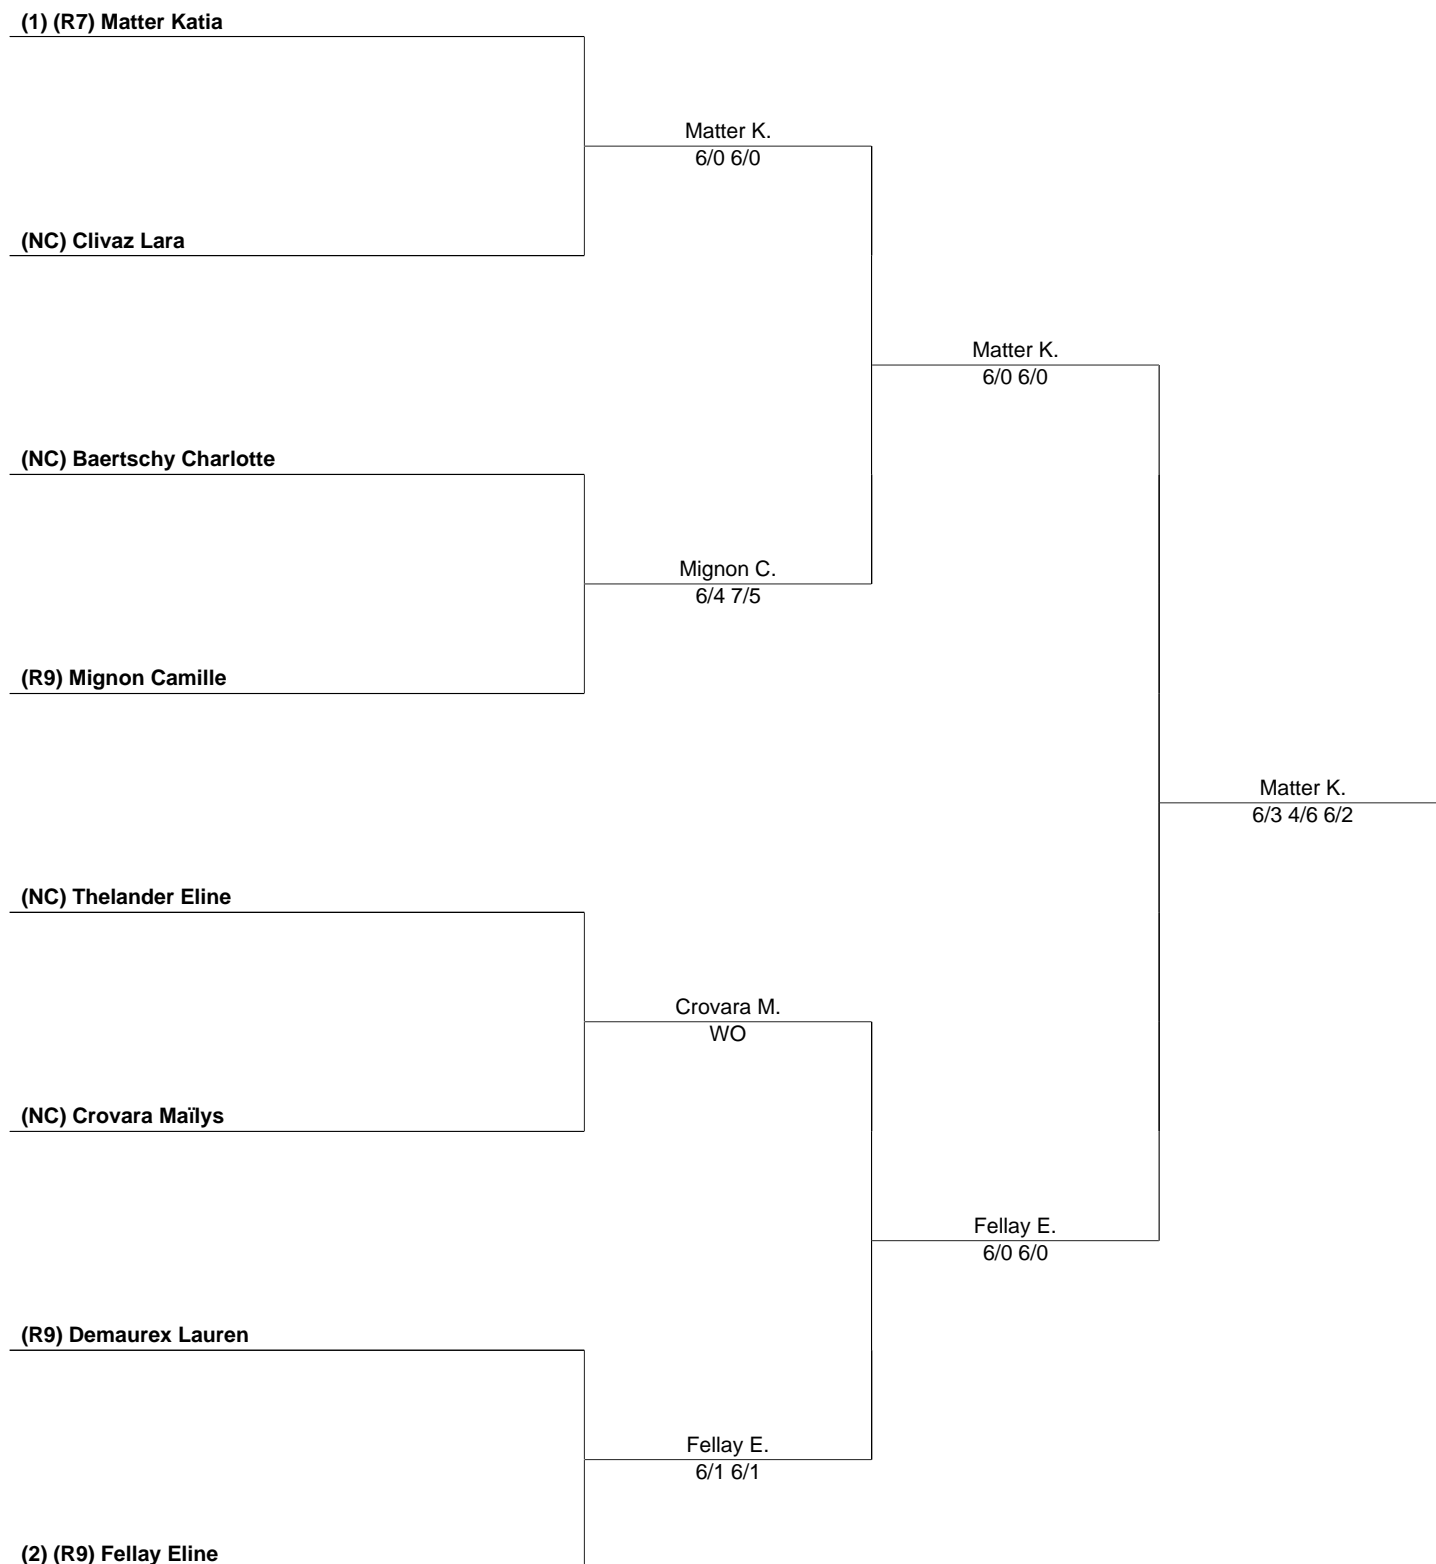 (1) (R7) Matter Katia
Matter K.
6/0 6/0
(NC) Clivaz Lara
Matter K.
6/0 6/0
(NC) Baertschy Charlotte
Mignon C.
6/4 7/5
(R9) Mignon Camille
Matter K.
6/3 4/6 6/2
(NC) Thelander Eline
Crovara M.
WO
(NC) Crovara Maïlys
Fellay E.
6/0 6/0
(R9) Demaurex Lauren
Fellay E.
6/1 6/1
(2) (R9) Fellay Eline